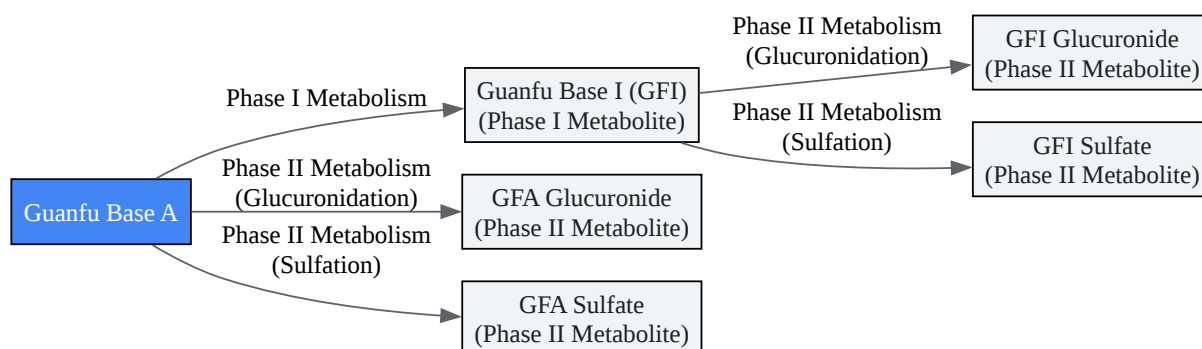 Guanfu Base A
Phase I Metabolism
Guanfu Base I (GFI)
(Phase I Metabolite)
Phase II Metabolism
(Glucuronidation)
GFI Glucuronide
(Phase II Metabolite)
Phase II Metabolism
(Sulfation)
GFI Sulfate
(Phase II Metabolite)
Phase II Metabolism
(Glucuronidation)
GFA Glucuronide
(Phase II Metabolite)
Phase II Metabolism
(Sulfation)
GFA Sulfate
(Phase II Metabolite)